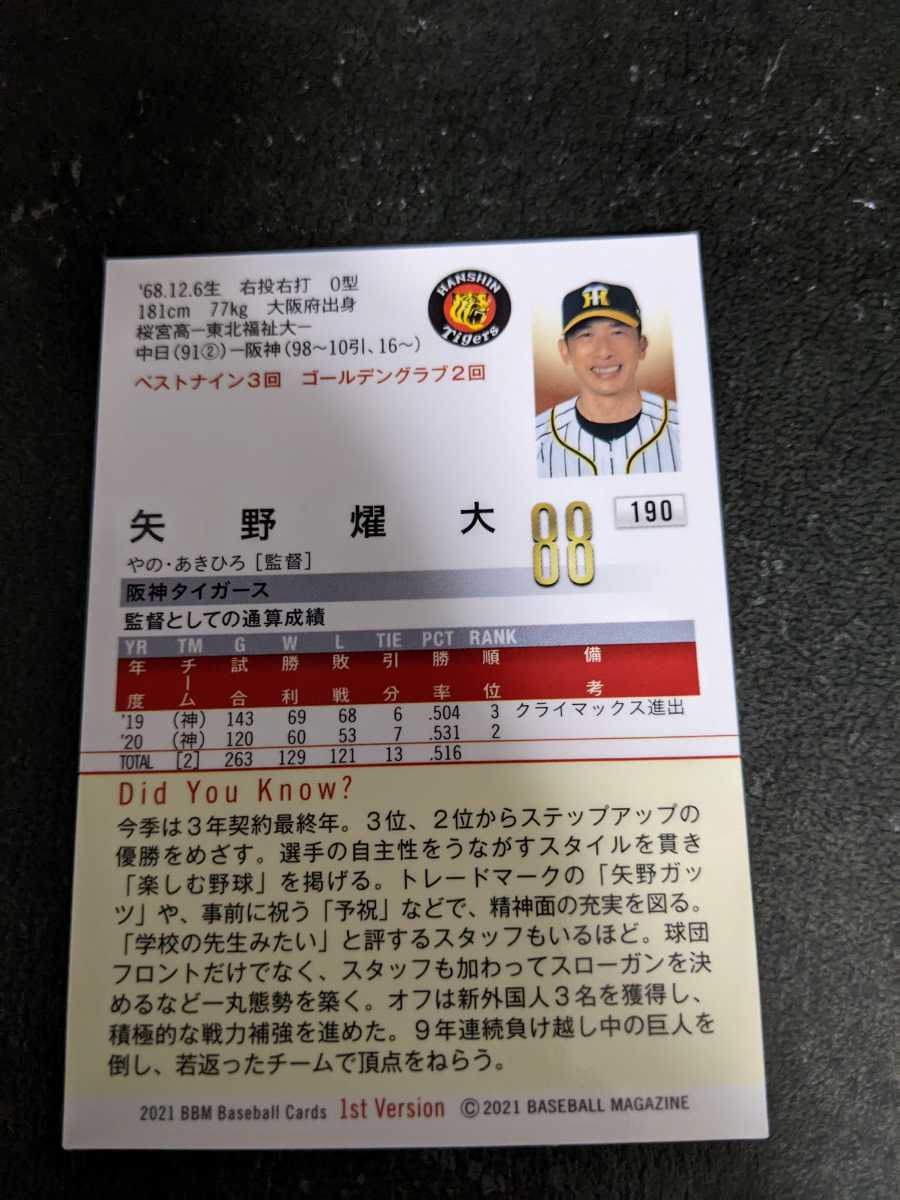 '68.12.6生 右投右打 O型
181cm 77kg 大阪府出身
桜宮高ー東北福祉大ー
中日(91②)ー阪神(98〜10引、16〜)
ベストナイン3回 ゴールデングラブ2回
HANSHIN
Tigers
矢野燿大
88
190
やの・あきひろ[監督]
阪神タイガース
監督としての通算成績
YR TM G W L TIE PCT RANK
年度 チーム 試合 勝利 敗戦 引分 勝率 順位 備考
'19 (神) 143 69 68 6 .504 3 クライマックス進出
'20 (神) 120 60 53 7 .531 2
TOTAL [2] 263 129 121 13 .516
Did You Know?
今季は3年契約最終年。3位、2位からステップアップの
優勝をめざす。選手の自主性をうながすスタイルを貫き
「楽しむ野球」を掲げる。トレードマークの「矢野ガッ
ツ」や、事前に祝う「予祝」などで、精神面の充実を図る。
「学校の先生みたい」と評するスタッフもいるほど。球団
フロントだけでなく、スタッフも加わってスローガンを決
めるなど一丸態勢を築く。オフは新外国人3名を獲得し、
積極的な戦力補強を進めた。9年連続負け越し中の巨人を
倒し、若返ったチームで頂点をねらう。
2021 BBM Baseball Cards 1st Version © 2021 BASEBALL MAGAZINE